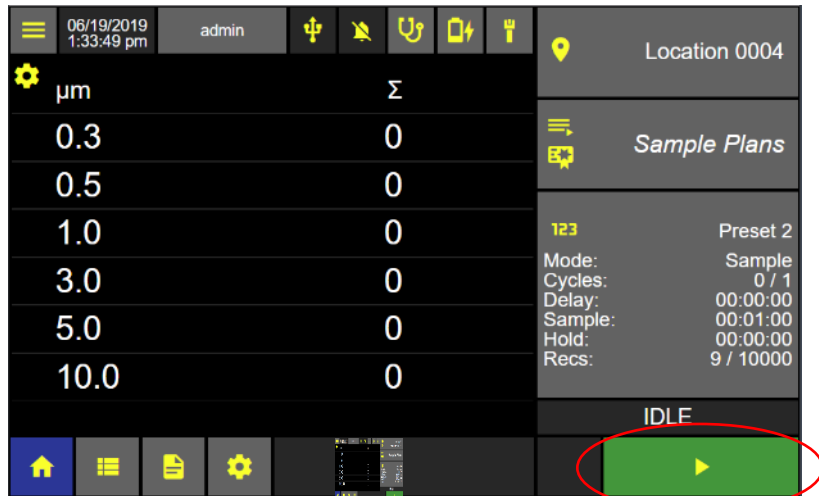 06/19/2019
1:33:49 pm
admin
Location 0004
μm Σ
0.3 0
0.5 0
1.0 0
3.0 0
5.0 0
10.0 0
Sample Plans
123 Preset 2
Mode: Sample
Cycles: 0 / 1
Delay: 00:00:00
Sample: 00:01:00
Hold: 00:00:00
Recs: 9 / 10000
IDLE